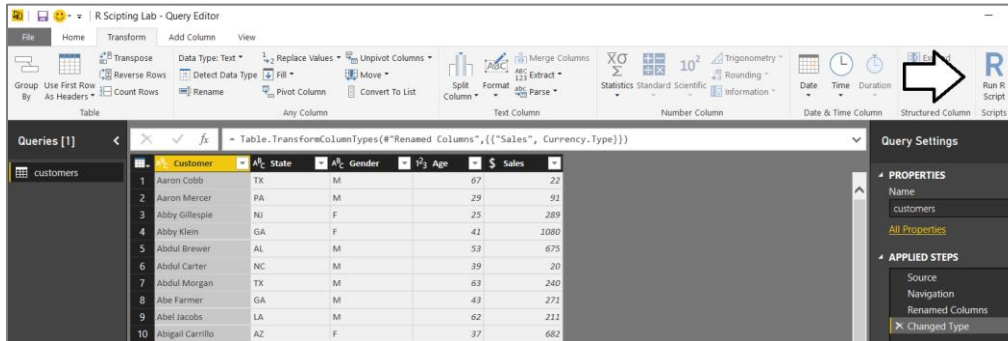 R Scipting Lab - Query Editor
File Home Transform Add Column View
Group By
Use First Row As Headers
Transpose
Reverse Rows
Count Rows
Table
Data Type: Text
Detect Data Type
Rename
Replace Values
Fill
Pivot Column
Unpivot Columns
Move
Convert To List
Any Column
Split Column
Format
Merge Columns
Extract
Parse
Text Column
Statistics
Standard
Scientific
Trigonometry
Rounding
Information
Number Column
Date
Time
Duration
Date & Time Column
Structured Column
Run R Script
Scripts
Queries [1]
customers
= Table.TransformColumnTypes(#"Renamed Columns",{{"Sales", Currency.Type}})
Customer State Gender Age Sales
1 Aaron Cobb TX M 67 22
2 Aaron Mercer PA M 29 91
3 Abby Gillespie NJ F 25 289
4 Abby Klein GA F 41 1080
5 Abdul Brewer AL M 53 675
6 Abdul Carter NC M 39 20
7 Abdul Morgan TX M 63 240
8 Abe Farmer GA M 43 271
9 Abel Jacobs LA M 62 211
10 Abigail Carrillo AZ F 37 682
Query Settings
PROPERTIES
Name
customers
All Properties
APPLIED STEPS
Source
Navigation
Renamed Columns
Changed Type